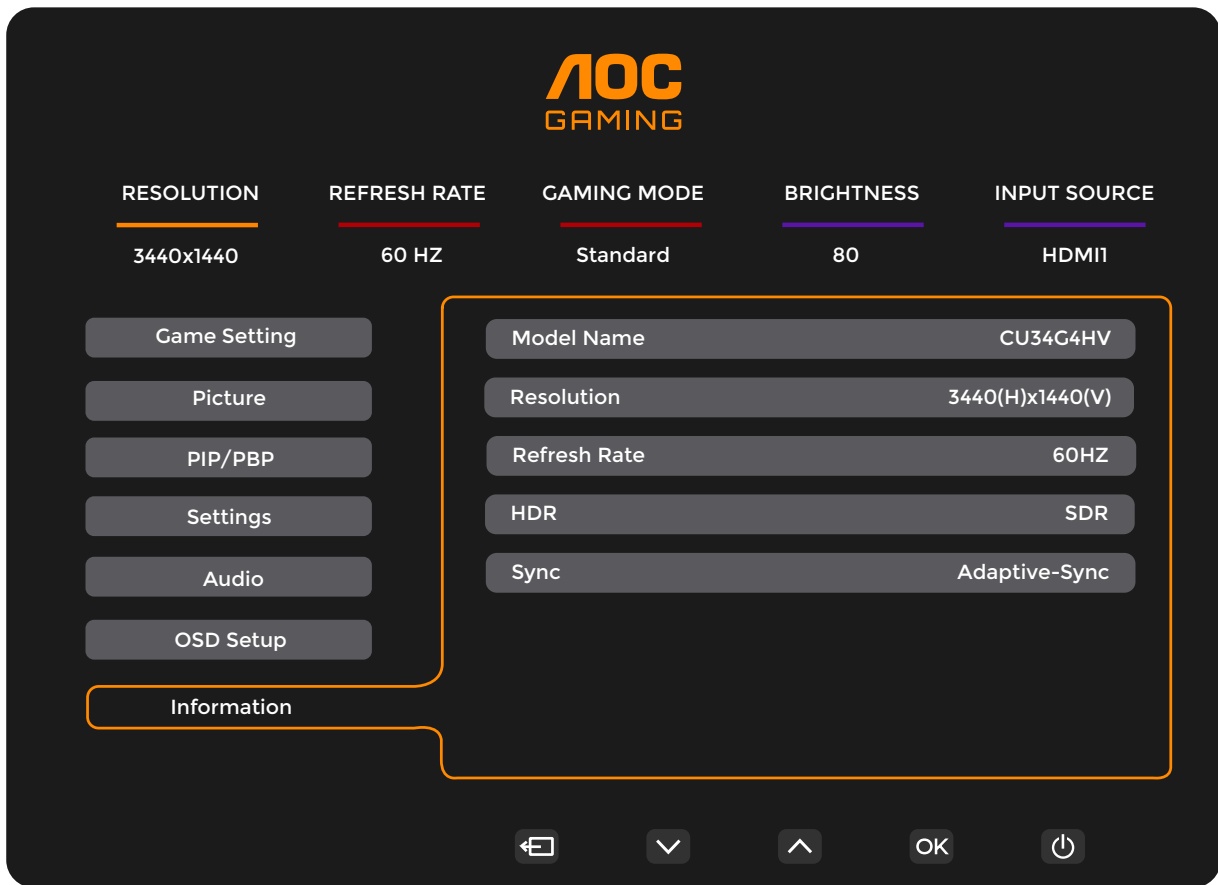 AOC
GAMING
RESOLUTION REFRESH RATE GAMING MODE BRIGHTNESS INPUT SOURCE
3440x1440 60 HZ Standard 80 HDMI1
Game Setting
Picture
PIP/PBP
Settings
Audio
OSD Setup
Information
Model Name CU34G4HV
Resolution 3440(H)x1440(V)
Refresh Rate 60HZ
HDR SDR
Sync Adaptive-Sync
OK